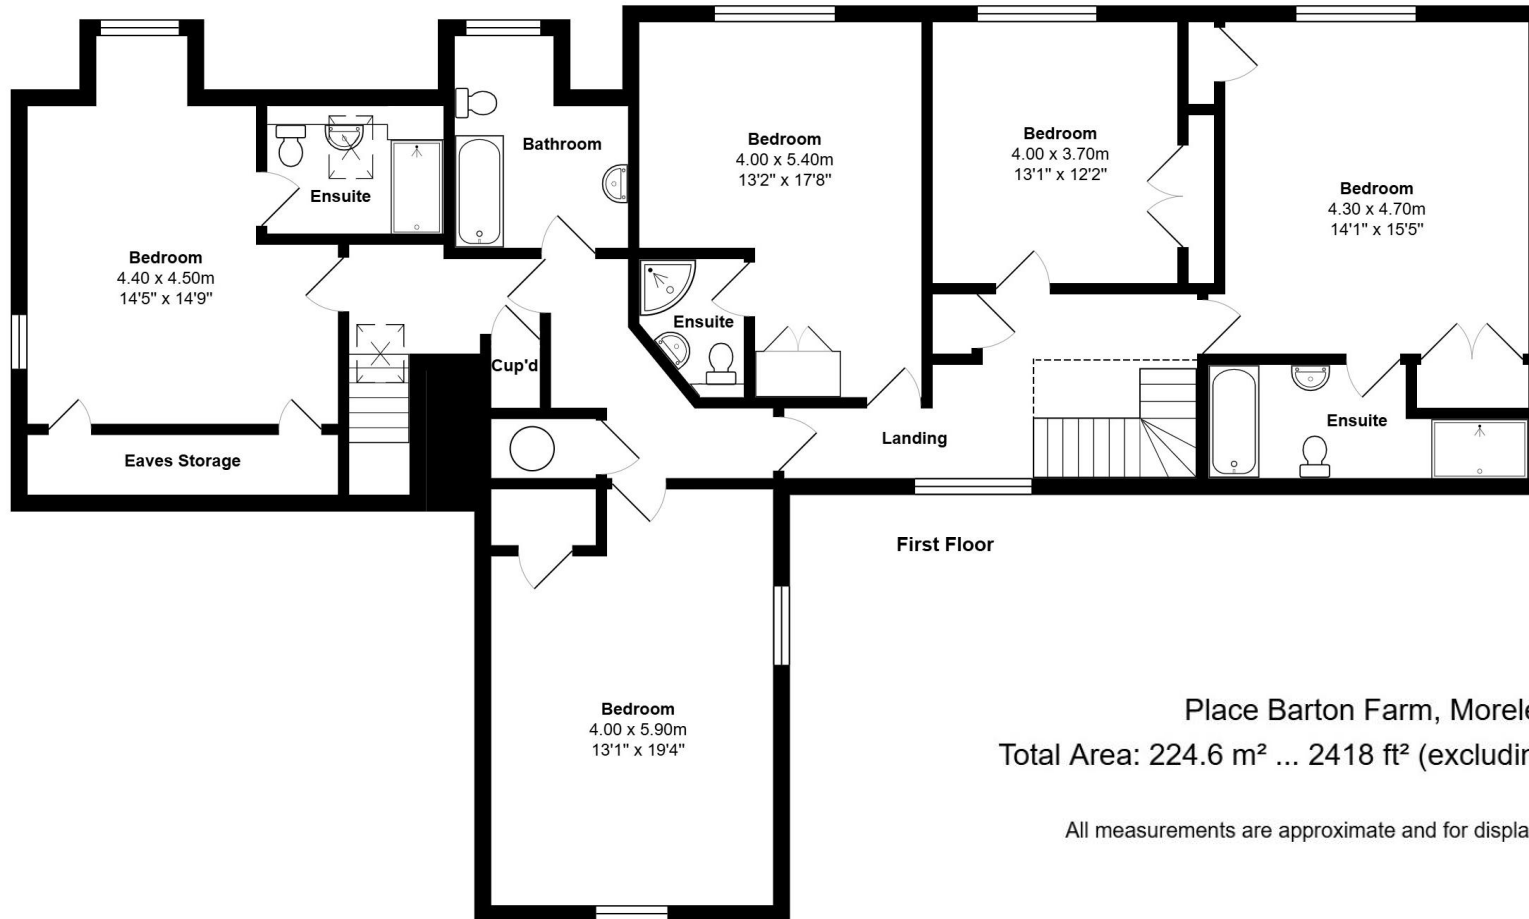 Bedroom
4.40 x 4.50m
14'5" x 14'9"
Ensuite
Bathroom
Bedroom
4.00 x 5.40m
13'2" x 17'8"
Ensuite
Bedroom
4.00 x 3.70m
13'1" x 12'2"
Bedroom
4.30 x 4.70m
14'1" x 15'5"
Ensuite
Cup'd
Landing
Eaves Storage
First Floor
Bedroom
4.00 x 5.90m
13'1" x 19'4"
Place Barton Farm, Morele
Total Area: 224.6 m² ... 2418 ft² (excludin
All measurements are approximate and for displa